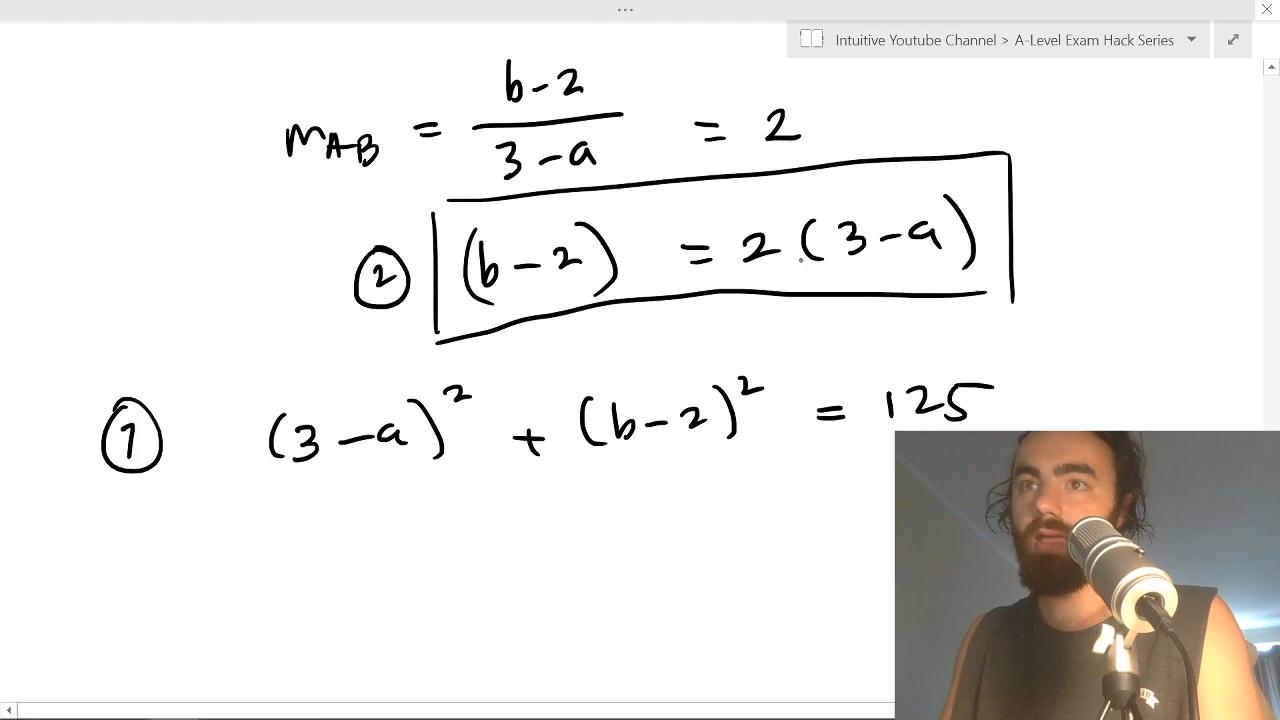 Intuitive Youtube Channel > A-Level Exam Hack Series
m_AB = (b-2)/(3-a) = 2
② (b-2) = 2(3-a)
① (3-a)² + (b-2)² = 125